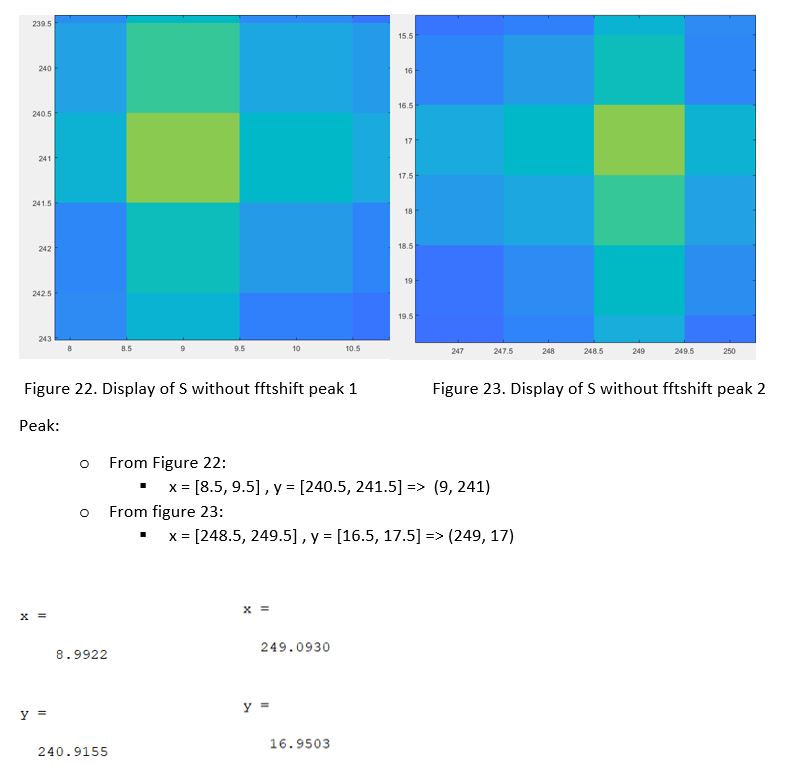 239.5
240
240.5
241
241.5
242
242.5
243
8 8.5 9 9.5 10 10.5
15.5
16
16.5
17
17.5
18
18.5
19
19.5
247 247.5 248 248.5 249 249.5 250
Figure 22. Display of S without fftshift peak 1
Figure 23. Display of S without fftshift peak 2
Peak:
o From Figure 22:
▪ x = [8.5, 9.5] , y = [240.5, 241.5] => (9, 241)
o From figure 23:
▪ x = [248.5, 249.5] , y = [16.5, 17.5] => (249, 17)
x =
8.9922
y =
240.9155
x =
249.0930
y =
16.9503